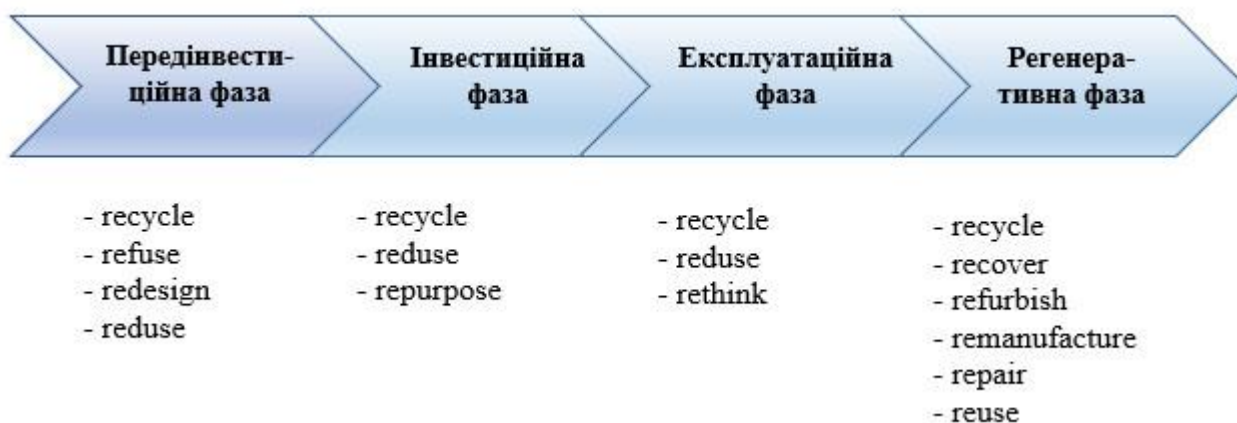 Передінвести-
ційна фаза
Інвестиційна
фаза
Експлуатаційна
фаза
Регенера-
тивна фаза
- recycle
- refuse
- redesign
- reduse
- recycle
- reduse
- repurpose
- recycle
- reduse
- rethink
- recycle
- recover
- refurbish
- remanufacture
- repair
- reuse